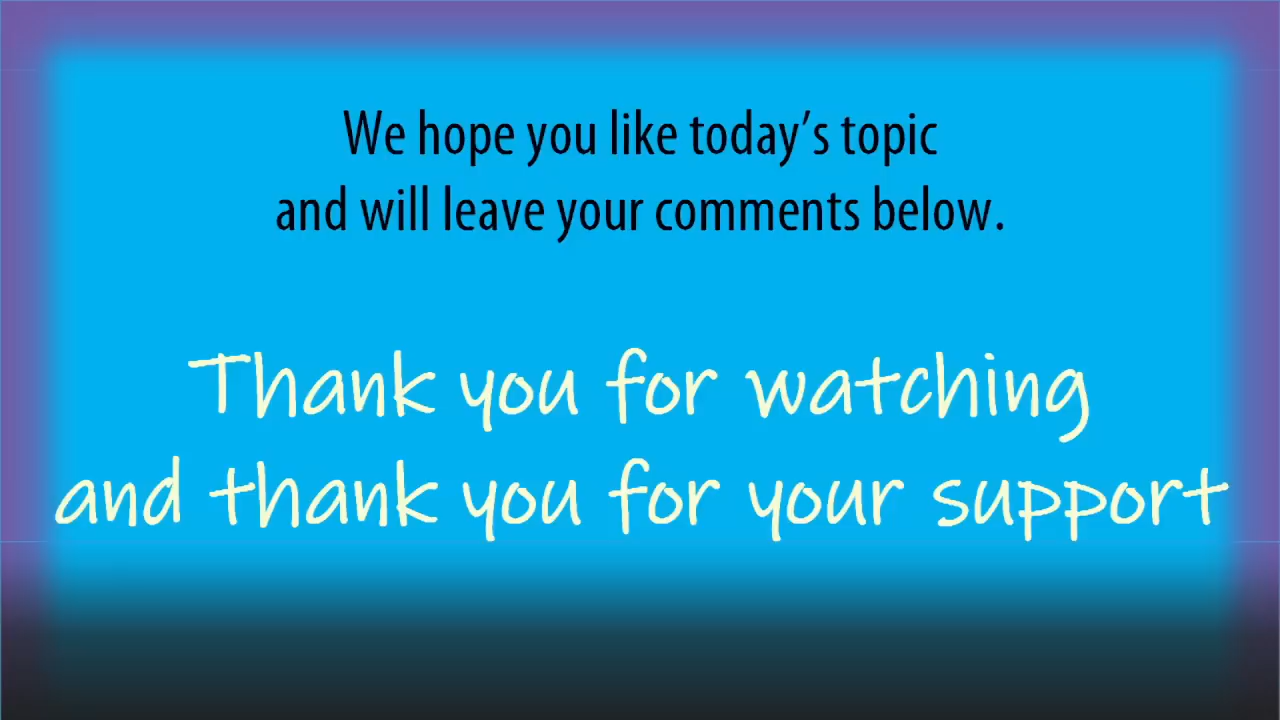 We hope you like today’s topic
and will leave your comments below.
Thank you for watching
and thank you for your support